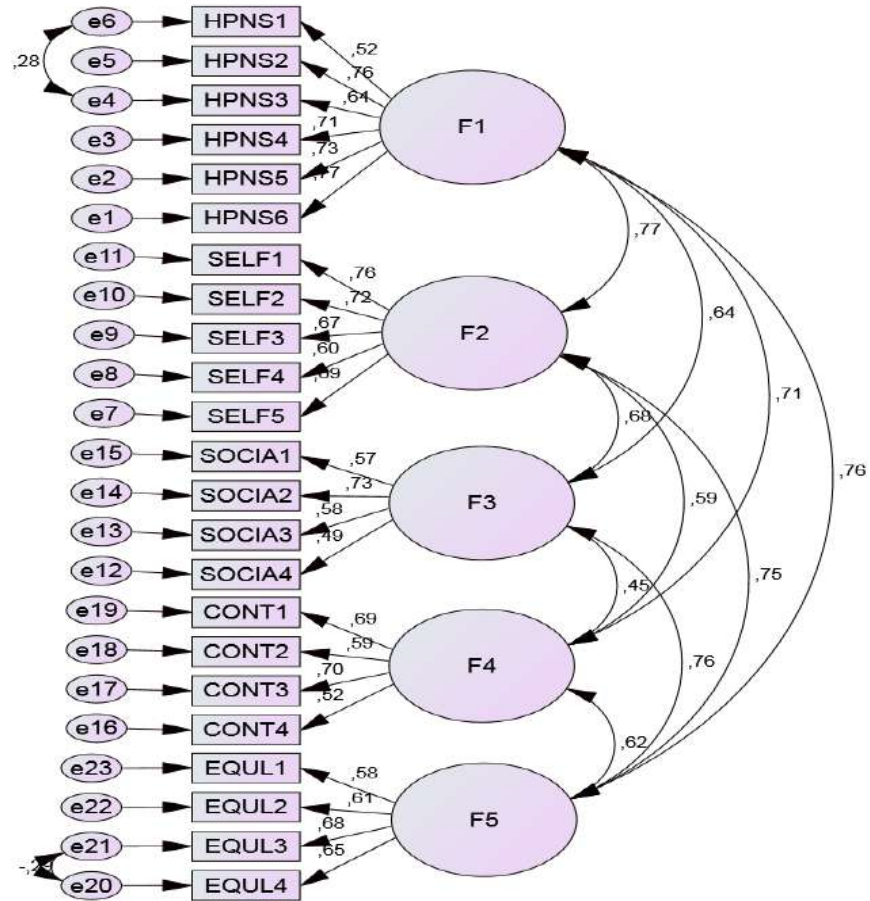 e6 HPNS1 ,52
e5 HPNS2 ,76
,28
e4 HPNS3 ,64
F1
e3 HPNS4 ,71
e2 HPNS5 ,73
e1 HPNS6 ,77
e11 SELF1 ,76
,77
e10 SELF2 ,72
e9 SELF3 ,67
F2
,64
e8 SELF4 ,60
e7 SELF5
,68
,71
e15 SOCIA1 ,57
,76
e14 SOCIA2 ,73
F3
,59
e13 SOCIA3 ,58
e12 SOCIA4 ,49
,45
,75
e19 CONT1 ,69
e18 CONT2 ,59
F4
,76
e17 CONT3 ,70
e16 CONT4 ,52
,62
e23 EQUL1 ,58
e22 EQUL2 ,61
F5
e21 EQUL3 ,68
e20 EQUL4 ,65